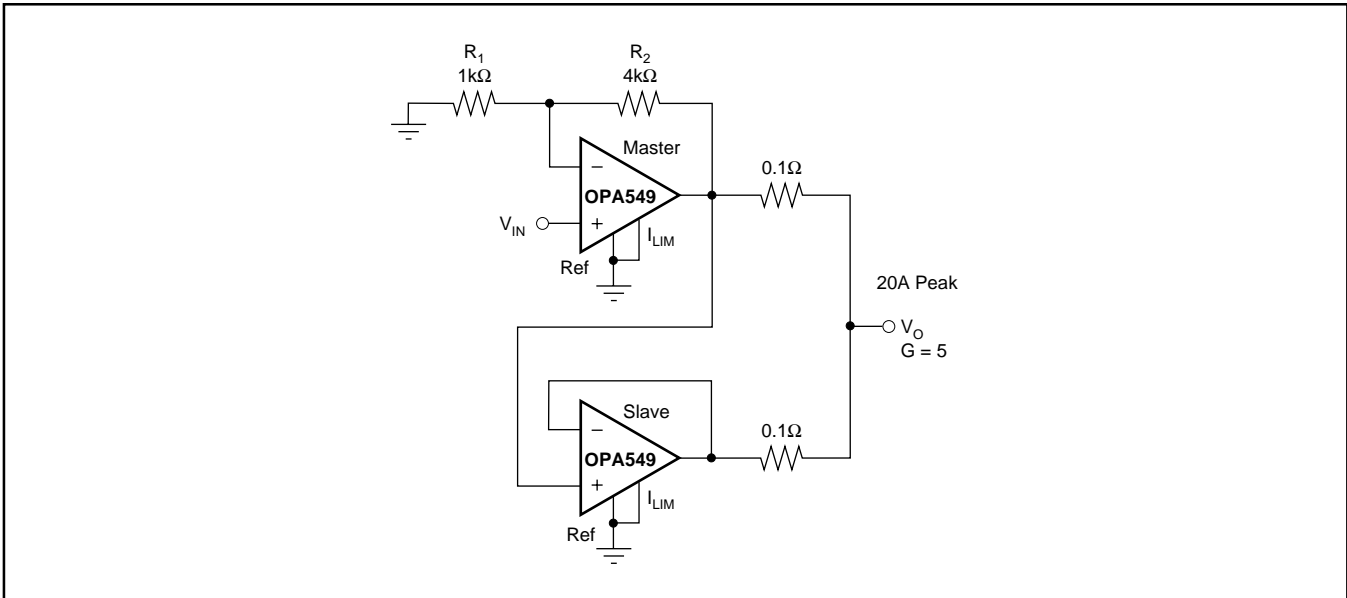 R1
1kΩ
R2
4kΩ
Master
−
OPA549
+
VIN
ILIM
Ref
0.1Ω
20A Peak
VO
G = 5
Slave
−
OPA549
+
ILIM
Ref
0.1Ω